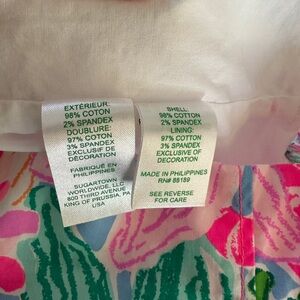 EXTÉRIEUR:
98% COTON
2% SPANDEX
DOUBLURE:
97% COTON
3% SPANDEX
EXCLUSIF DE
DÉCORATION
FABRIQUÉ EN
PHILIPPINES
SUGARTOWN
WORLDWIDE, LLC
800 THIRD AVENUE
KING OF PRUSSIA, PA
USA
SHELL:
98% COTTON
2% SPANDEX
LINING:
97% COTTON
3% SPANDEX
EXCLUSIVE OF
DECORATION
MADE IN PHILIPPINES
RN# 88189
SEE REVERSE
FOR CARE